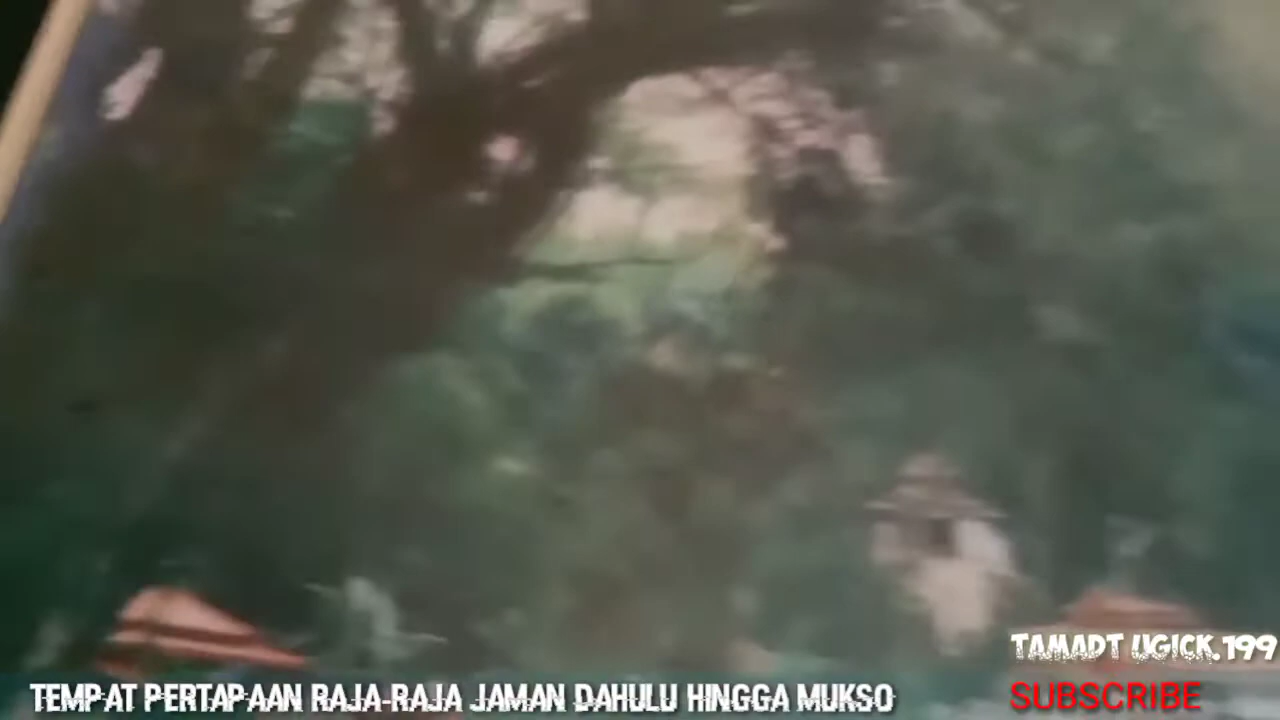 TAMADT UGICK.199
TEMPAT PERTAPAAN RAJA-RAJA JAMAN DAHULU HINGGA MUKSO
SUBSCRIBE